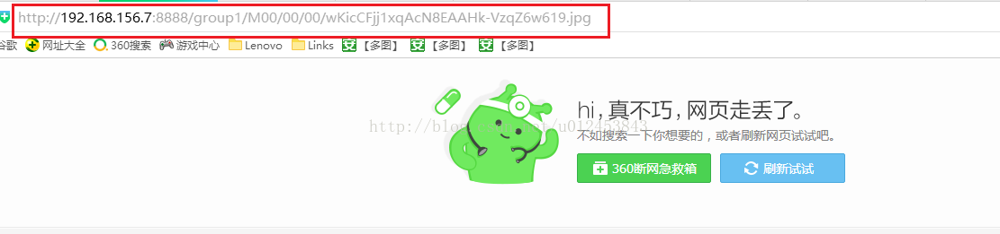 http://192.168.156.7:8888/group1/M00/00/00/wKicCFjj1xqAcN8EAAHk-VzqZ6w619.jpg
谷歌 网址大全 360搜索 游戏中心 Lenovo Links 【多图】 【多图】 【多图】
hi,真不巧,网页走丢了。
不如搜索一下你想要的，或者刷新网页试试吧。
360断网急救箱 刷新试试